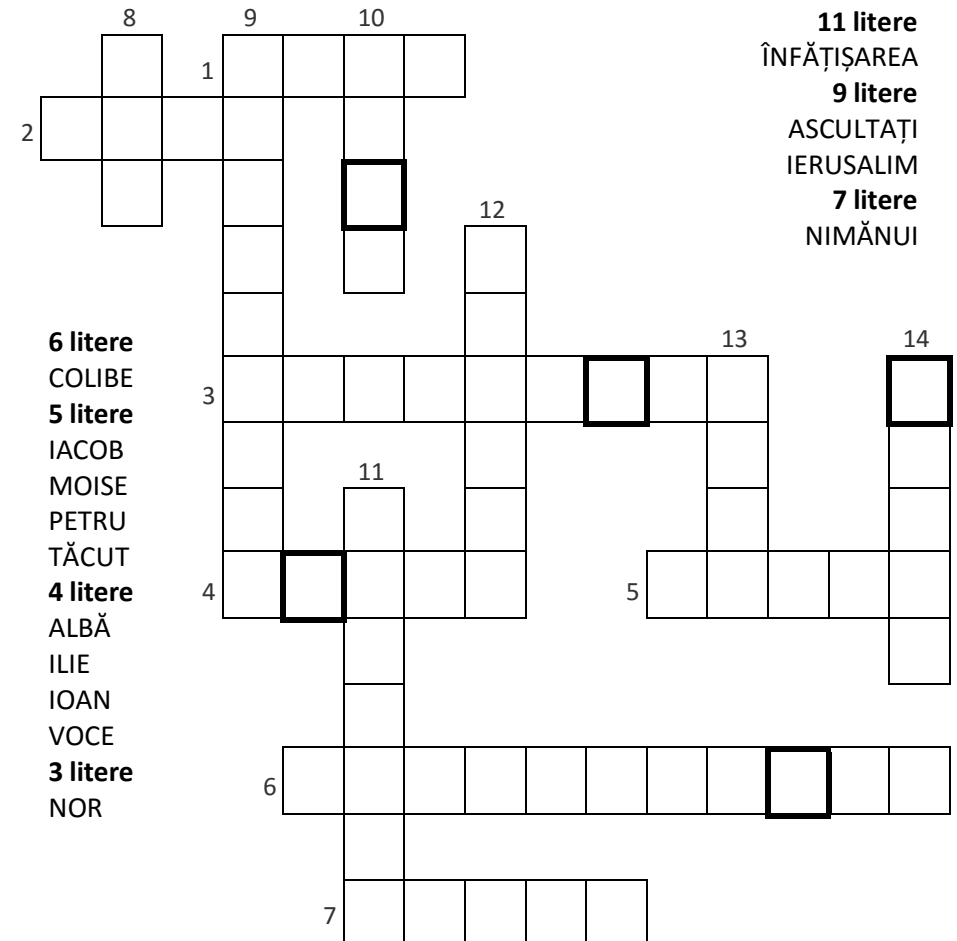 8 9 10
1
2
12
13 14
3
11
4 5
6
7
11 litere
ÎNFĂȚIȘAREA
9 litere
ASCULTAȚI
IERUSALIM
7 litere
NIMĂNUI
6 litere
COLIBE
5 litere
IACOB
MOISE
PETRU
TĂCUT
4 litere
ALBĂ
ILIE
IOAN
VOCE
3 litere
NOR